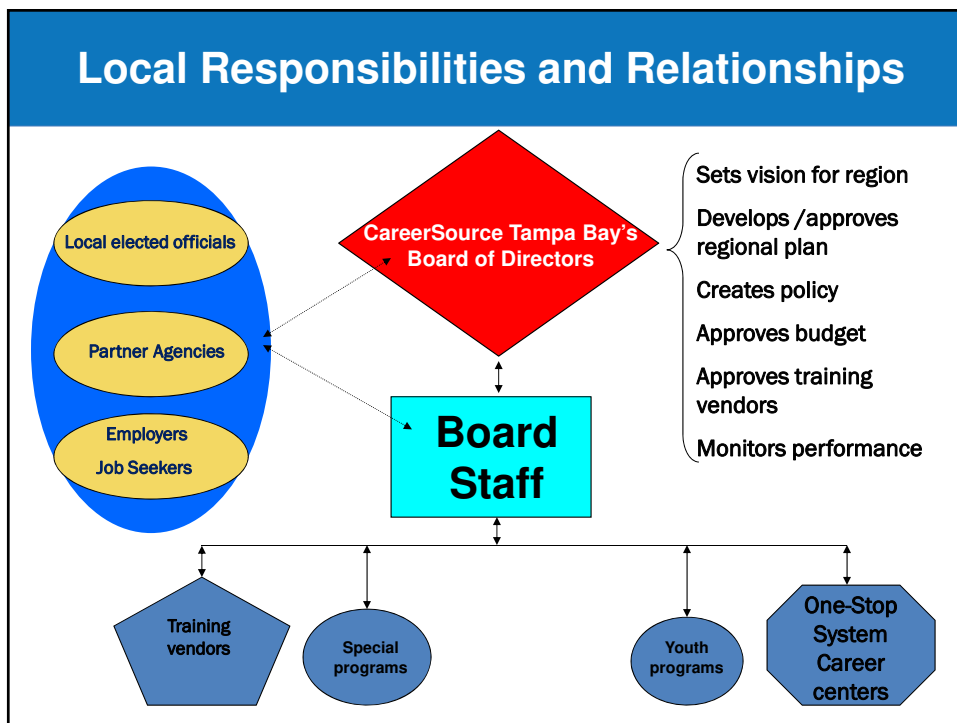 Local Responsibilities and Relationships
Local elected officials
Partner Agencies
Employers
Job Seekers
CareerSource Tampa Bay's
Board of Directors
Sets vision for region
Develops /approves
regional plan
Creates policy
Approves budget
Approves training
vendors
Monitors performance
Board
Staff
Training
vendors
Special
programs
Youth
programs
One-Stop
System
Career
centers